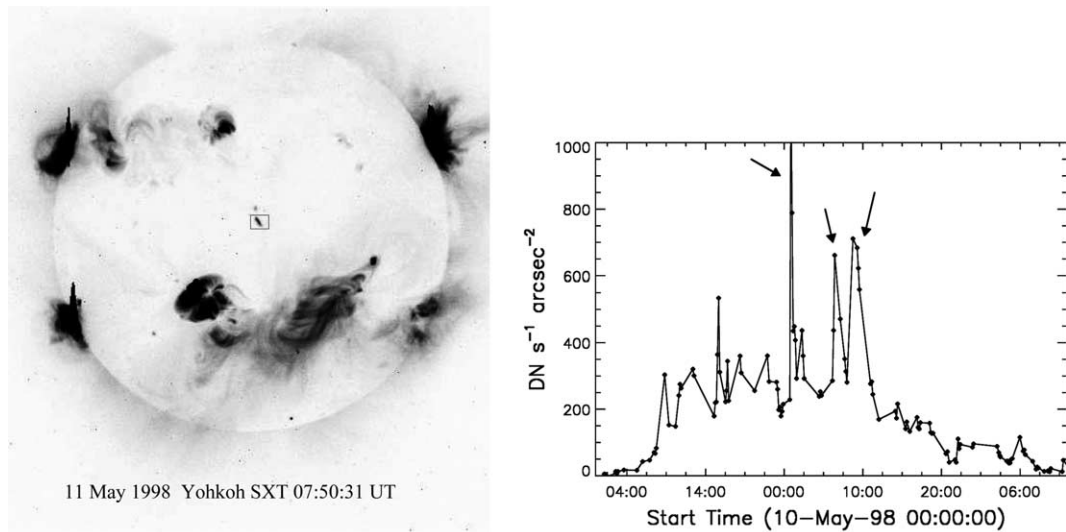 11 May 1998 Yohkoh SXT 07:50:31 UT
DN s⁻¹ arcsec⁻²
1000
800
600
400
200
0
04:00 14:00 00:00 10:00 20:00 06:00
Start Time (10-May-98 00:00:00)